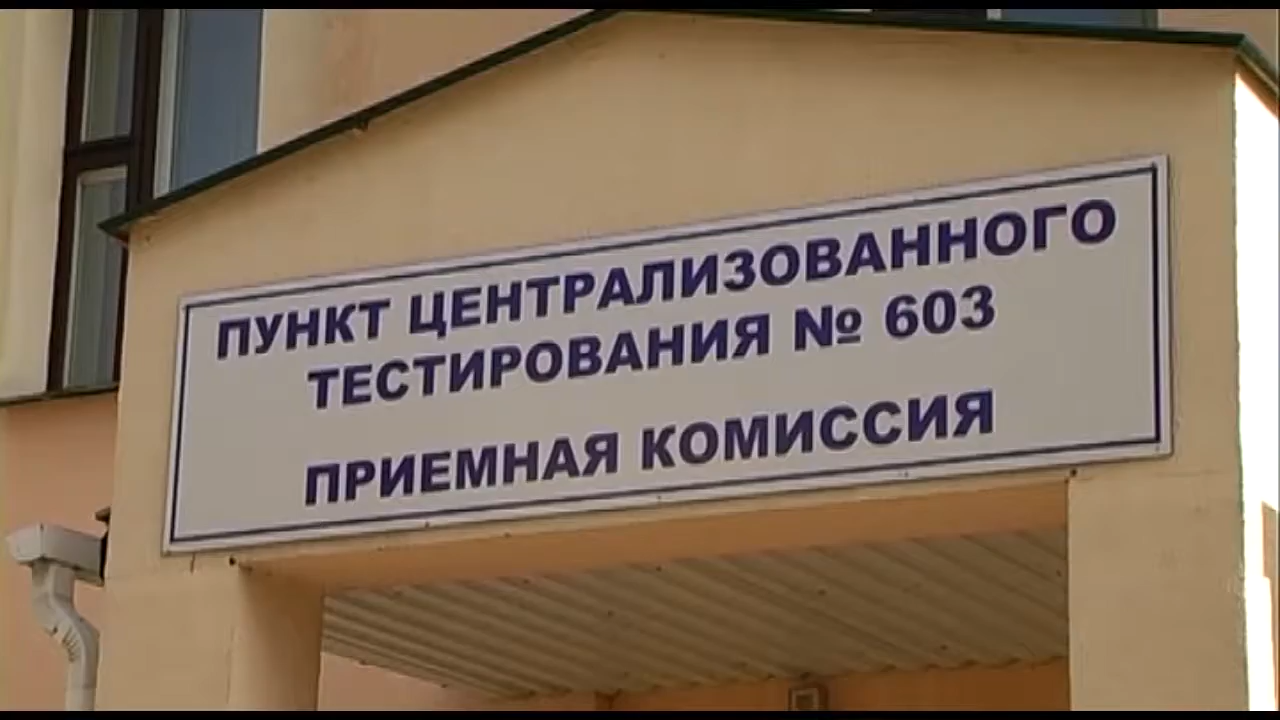 ПУНКТ ЦЕНТРАЛИЗОВАННОГО
ТЕСТИРОВАНИЯ № 603
ПРИЕМНАЯ КОМИССИЯ